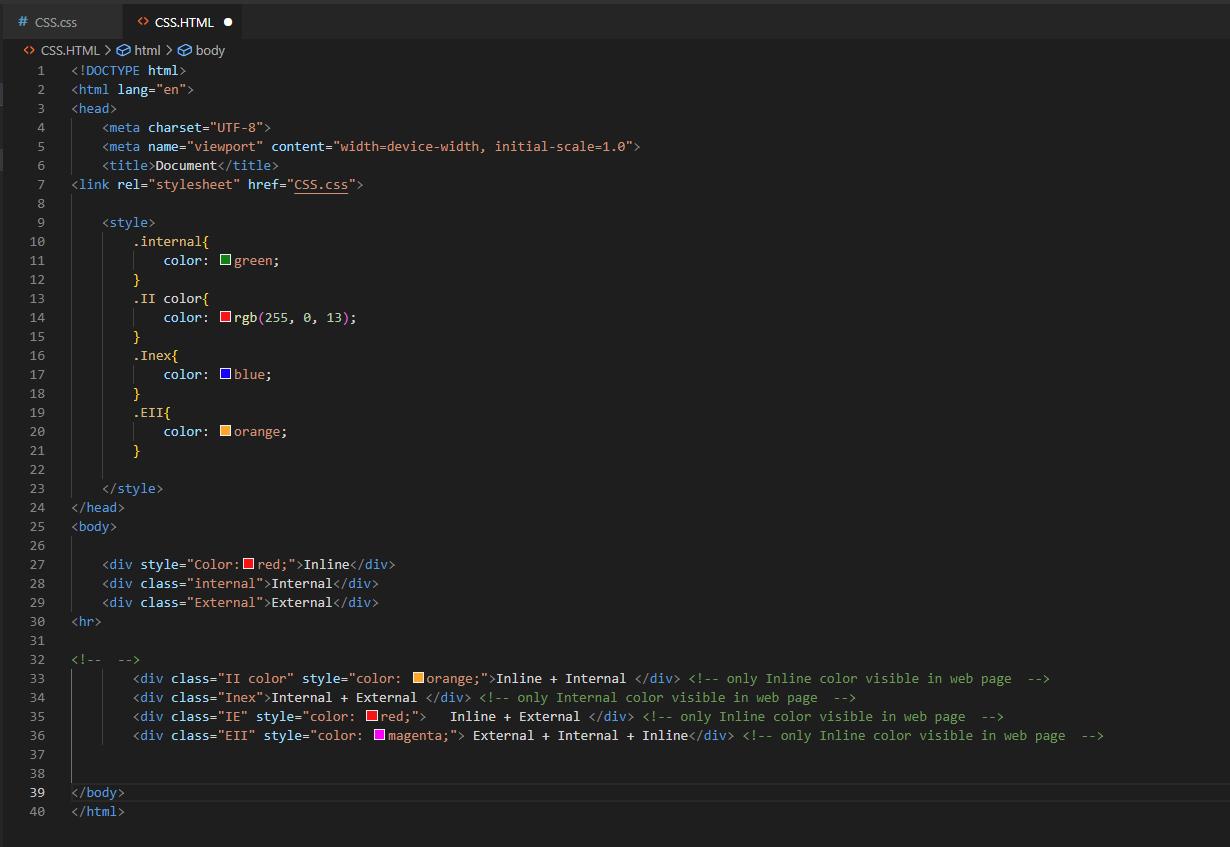 # CSS.css <> CSS.HTML ●
<> CSS.HTML > html > body
1 <!DOCTYPE html>
2 <html lang="en">
3 <head>
4     <meta charset="UTF-8">
5     <meta name="viewport" content="width=device-width, initial-scale=1.0">
6     <title>Document</title>
7 <link rel="stylesheet" href="CSS.css">
8
9     <style>
10         .internal{
11             color: green;
12         }
13         .II color{
14             color: rgb(255, 0, 13);
15         }
16         .Inex{
17             color: blue;
18         }
19         .EII{
20             color: orange;
21         }
22
23     </style>
24 </head>
25 <body>
26
27     <div style="Color:red;">Inline</div>
28     <div class="internal">Internal</div>
29     <div class="External">External</div>
30 <hr>
31
32 <!--  -->
33         <div class="II color" style="color: orange;">Inline + Internal </div> <!-- only Inline color visible in web page  -->
34         <div class="Inex">Internal + External </div> <!-- only Internal color visible in web page  -->
35         <div class="IE" style="color: red;">   Inline + External </div> <!-- only Inline color visible in web page  -->
36         <div class="EII" style="color: magenta;"> External + Internal + Inline</div> <!-- only Inline color visible in web page  -->
37
38
39 </body>
40 </html>